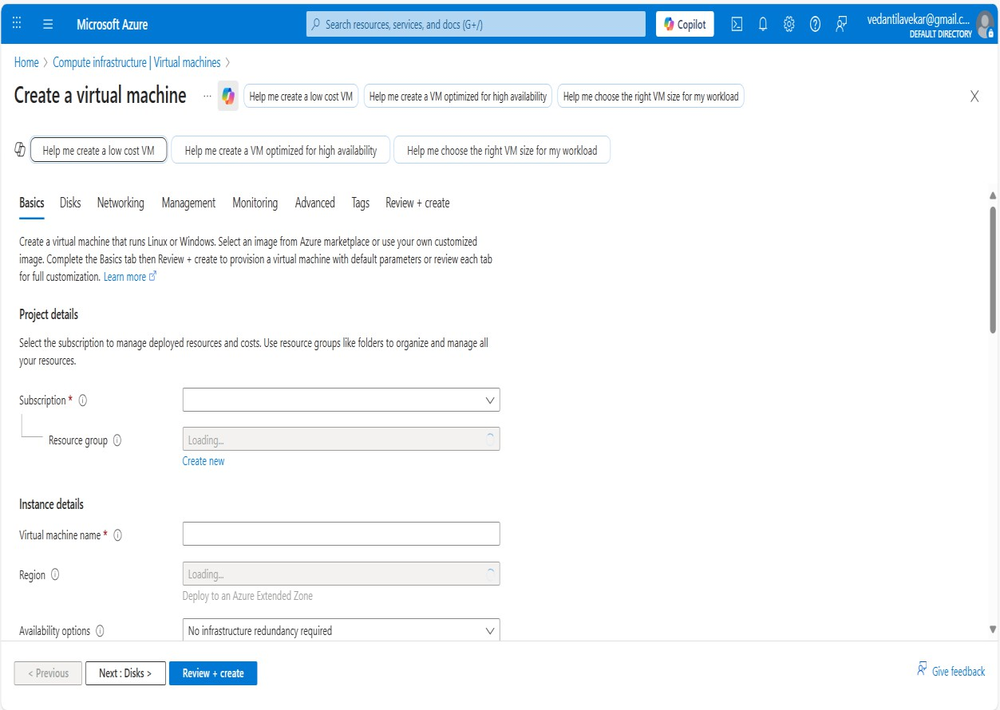 Microsoft Azure
Search resources, services, and docs (G+/)
Copilot
vedantilavekar@gmail.c...
DEFAULT DIRECTORY
Home > Compute infrastructure | Virtual machines >
Create a virtual machine ...
Help me create a low cost VM
Help me create a VM optimized for high availability
Help me choose the right VM size for my workload
Help me create a low cost VM
Help me create a VM optimized for high availability
Help me choose the right VM size for my workload
Basics Disks Networking Management Monitoring Advanced Tags Review + create
Create a virtual machine that runs Linux or Windows. Select an image from Azure marketplace or use your own customized
image. Complete the Basics tab then Review + create to provision a virtual machine with default parameters or review each tab
for full customization. Learn more
Project details
Select the subscription to manage deployed resources and costs. Use resource groups like folders to organize and manage all
your resources.
Subscription *
Resource group
Loading...
Create new
Instance details
Virtual machine name *
Region
Loading...
Deploy to an Azure Extended Zone
Availability options
No infrastructure redundancy required
< Previous
Next : Disks >
Review + create
Give feedback